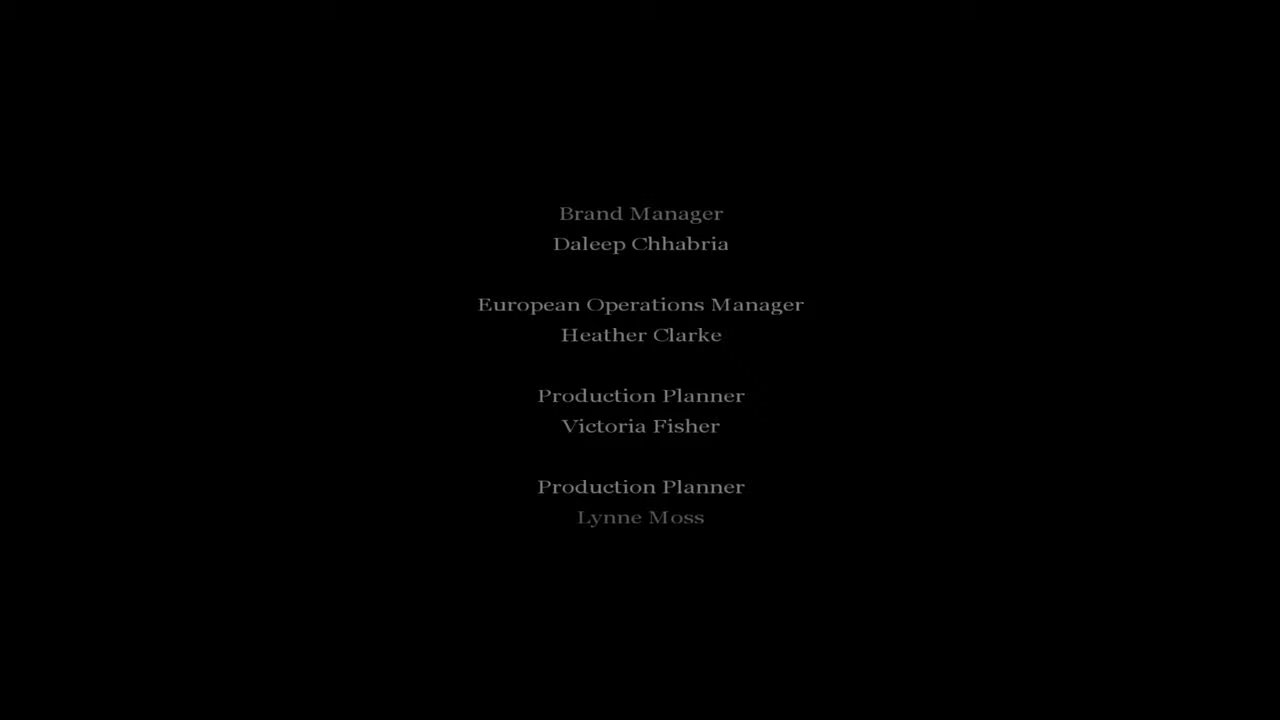 Brand Manager
Daleep Chhabria
European Operations Manager
Heather Clarke
Production Planner
Victoria Fisher
Production Planner
Lynne Moss